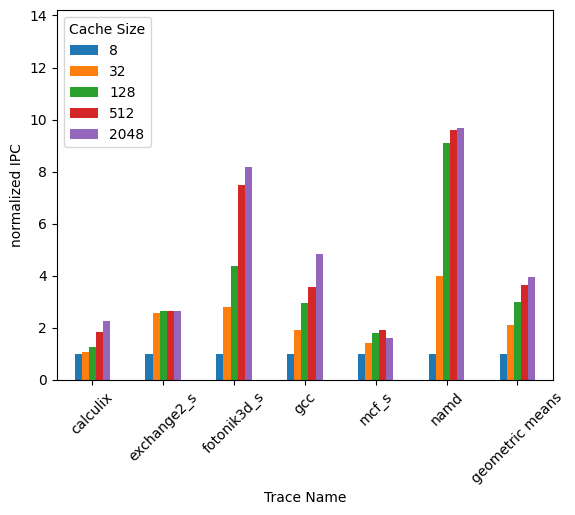 14
12
10
8
6
4
2
0
normalized IPC
Cache Size
8
32
128
512
2048
calculix
exchange2_s
fotonik3d_s
gcc
mcf_s
namd
geometric means
Trace Name